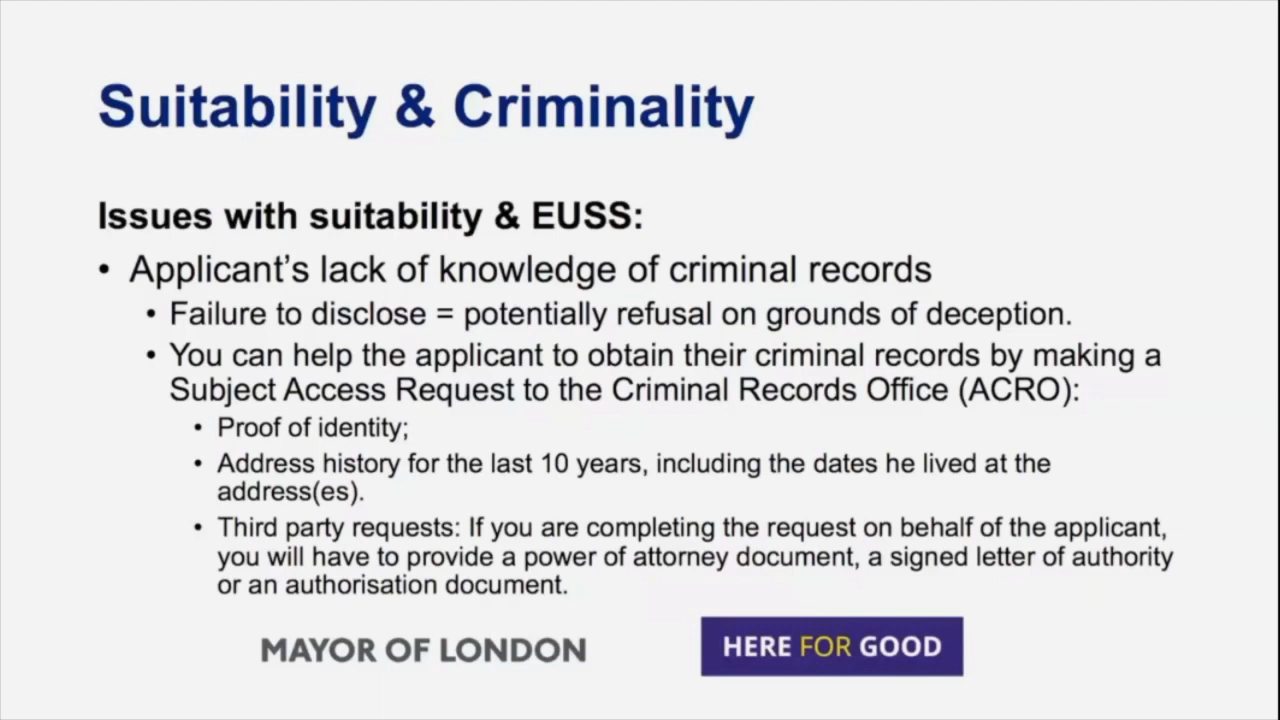 Suitability & Criminality
Issues with suitability & EUSS:
• Applicant’s lack of knowledge of criminal records
• Failure to disclose = potentially refusal on grounds of deception.
• You can help the applicant to obtain their criminal records by making a
Subject Access Request to the Criminal Records Office (ACRO):
• Proof of identity;
• Address history for the last 10 years, including the dates he lived at the
address(es).
• Third party requests: If you are completing the request on behalf of the applicant,
you will have to provide a power of attorney document, a signed letter of authority
or an authorisation document.
MAYOR OF LONDON
HERE FOR GOOD